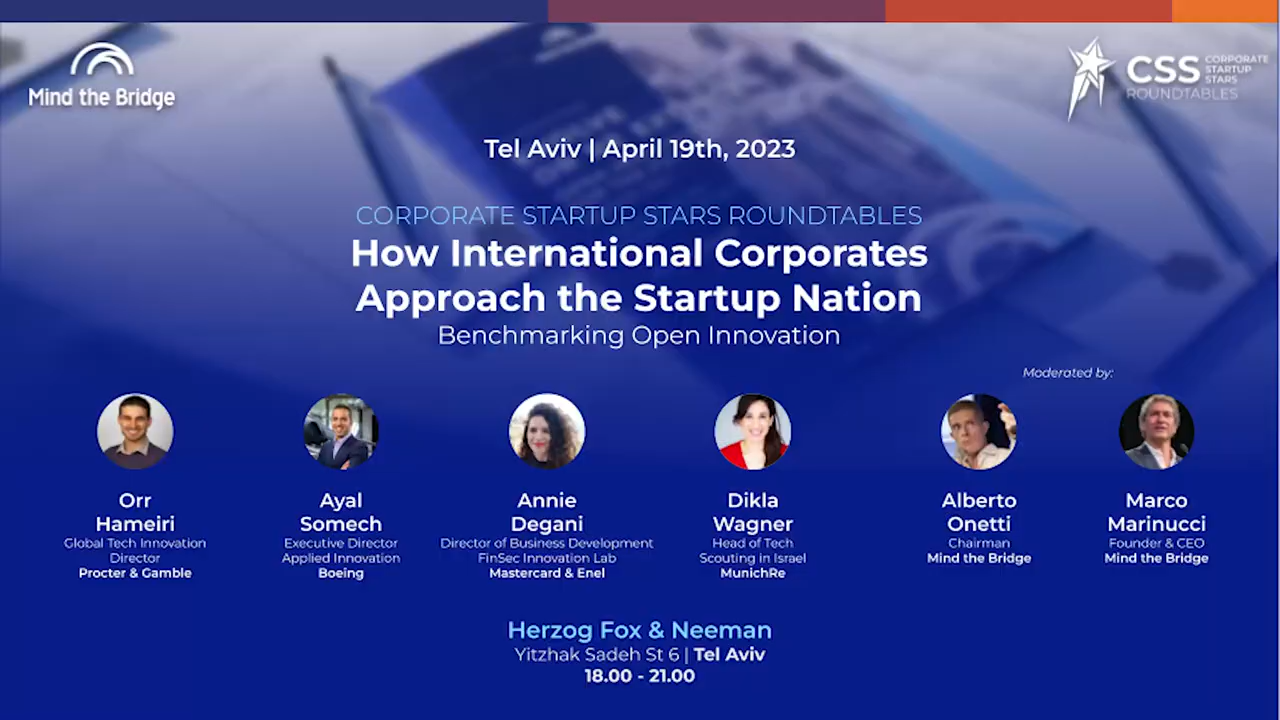 Mind the Bridge
CSS CORPORATE
STARTUP
STARS
ROUNDTABLES
Tel Aviv | April 19th, 2023
CORPORATE STARTUP STARS ROUNDTABLES
How International Corporates
Approach the Startup Nation
Benchmarking Open Innovation
Moderated by:
Orr
Hameiri
Global Tech Innovation
Director
Procter & Gamble
Ayal
Somech
Executive Director
Applied Innovation
Boeing
Annie
Degani
Director of Business Development
FinSec Innovation Lab
Mastercard & Enel
Dikla
Wagner
Head of Tech
Scouting in Israel
MunichRe
Alberto
Onetti
Chairman
Mind the Bridge
Marco
Marinucci
Founder & CEO
Mind the Bridge
Herzog Fox & Neeman
Yitzhak Sadeh St 6 | Tel Aviv
18.00 - 21.00